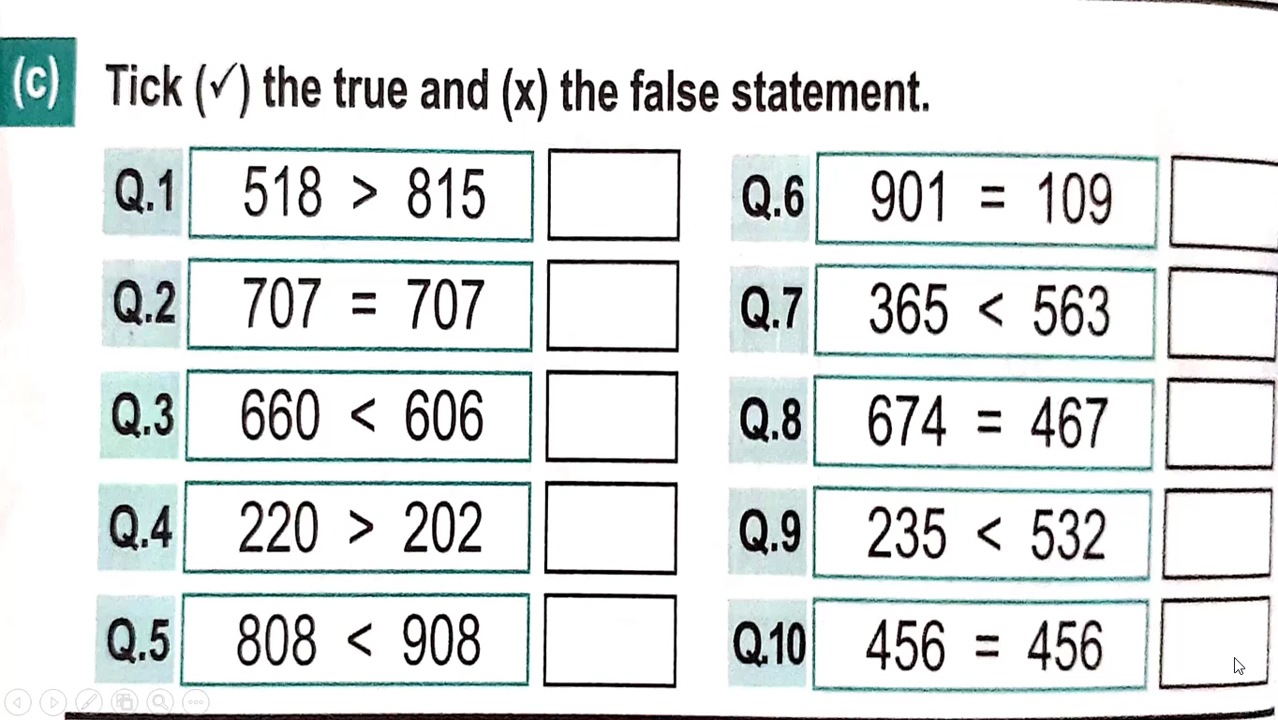 (c) Tick (✓) the true and (x) the false statement.
Q.1 518 > 815
Q.2 707 = 707
Q.3 660 < 606
Q.4 220 > 202
Q.5 808 < 908
Q.6 901 = 109
Q.7 365 < 563
Q.8 674 = 467
Q.9 235 < 532
Q.10 456 = 456